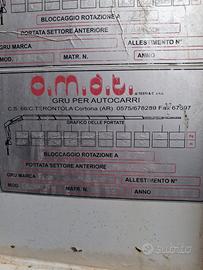 BLOCCAGGIO ROTAZIONE A
PORTATA SETTORE ANTERIORE
GRU MARCA
ALLESTIMENTO N°
MOD.
MATR. N.
ANNO
o.m.a.t.
GRU PER AUTOCARRI
C.S. 66/C TERONTOLA Cortona (AR) 0575/678289 Fax 67597
GRAFICO DELLE PORTATE
BLOCCAGGIO ROTAZIONE A
PORTATA SETTORE ANTERIORE
GRU MARCA
ALLESTIMENTO N°
MOD.
MATR. N.
ANNO
subito